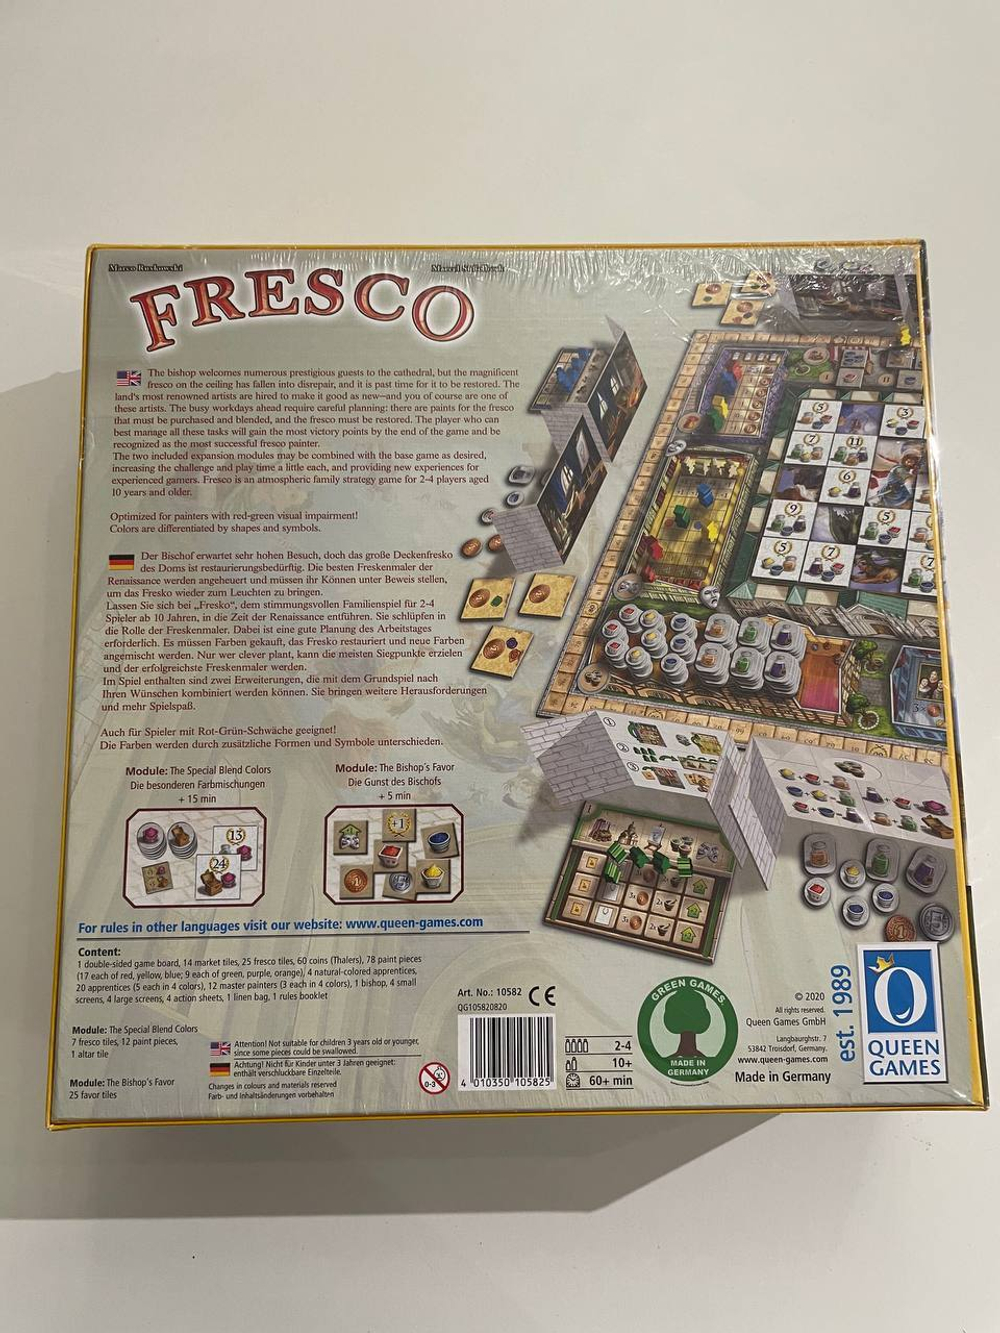 Marco Ruskowski
FRESCO
The bishop welcomes numerous prestigious guests to the cathedral, but the magnificent
fresco on the ceiling has fallen into disrepair, and it is past time for it to be restored. The
land's most renowned artists are hired to make it good as new—and you of course are one of
these artists. The busy workdays ahead require careful planning: there are paints for the fresco
that must be purchased and blended, and the fresco must be restored. The player who can
best manage all these tasks will gain the most victory points by the end of the game and be
recognized as the most successful fresco painter.
The two included expansion modules may be combined with the base game as desired,
increasing the challenge and play time a little each, and providing new experiences for
experienced gamers. Fresco is an atmospheric family strategy game for 2-4 players aged
10 years and older.
Optimized for painters with red-green visual impairment!
Colors are differentiated by shapes and symbols.
Der Bischof erwartet sehr hohen Besuch, doch das große Deckenfresko
des Doms ist restaurierungsbedürftig. Die besten Freskenmaler der
Renaissance werden angeheuert und müssen ihr Können unter Beweis stellen,
um das Fresko wieder zum Leuchten zu bringen.
Lassen Sie sich bei „Fresko", dem stimmungsvollen Familienspiel für 2-4
Spieler ab 10 Jahren, in die Zeit der Renaissance entführen. Sie schlüpfen in
die Rolle der Freskenmaler. Dabei ist eine gute Planung des Arbeitstages
erforderlich. Es müssen Farben gekauft, das Fresko restauriert und neue Farben
angemischt werden. Nur wer clever plant, kann die meisten Siegpunkte erzielen
und der erfolgreichste Freskenmaler werden.
Im Spiel enthalten sind zwei Erweiterungen, die mit dem Grundspiel nach
Ihren Wünschen kombiniert werden können. Sie bringen weitere Herausforderungen
und mehr Spielspaß.
Auch für Spieler mit Rot-Grün-Schwäche geeignet!
Die Farben werden durch zusätzliche Formen und Symbole unterschieden.
Module: The Special Blend Colors
Die besonderen Farbmischungen
+ 15 min
13
24
Module: The Bishop's Favor
Die Gunst des Bischofs
+ 5 min
+1
For rules in other languages visit our website: www.queen-games.com
Content:
1 double-sided game board, 14 market tiles, 25 fresco tiles, 60 coins (Thalers), 78 paint pieces
(17 each of red, yellow, blue; 9 each of green, purple, orange), 4 natural-colored apprentices,
20 apprentices (5 each in 4 colors), 12 master painters (3 each in 4 colors), 1 bishop, 4 small
screens, 4 large screens, 4 action sheets, 1 linen bag, 1 rules booklet
Module: The Special Blend Colors
7 fresco tiles, 12 paint pieces,
1 altar tile
Module: The Bishop's Favor
25 favor tiles
Attention! Not suitable for children 3 years old or younger,
since some pieces could be swallowed.
Achtung! Nicht für Kinder unter 3 Jahren geeignet:
enthält verschluckbare Einzelteile.
Changes in colours and materials reserved
Farb- und Inhaltsänderungen vorbehalten
0-3
Art. No.: 10582
CE
QG105820820
4 010350 105825
2-4
10+
60+ min
GREEN GAMES
MADE IN
GERMANY
© 2020
All rights reserved.
Queen Games GmbH
Langbaurghstr. 7
53842 Troisdorf, Germany.
www.queen-games.com
Made in Germany
est. 1989
QUEEN
GAMES